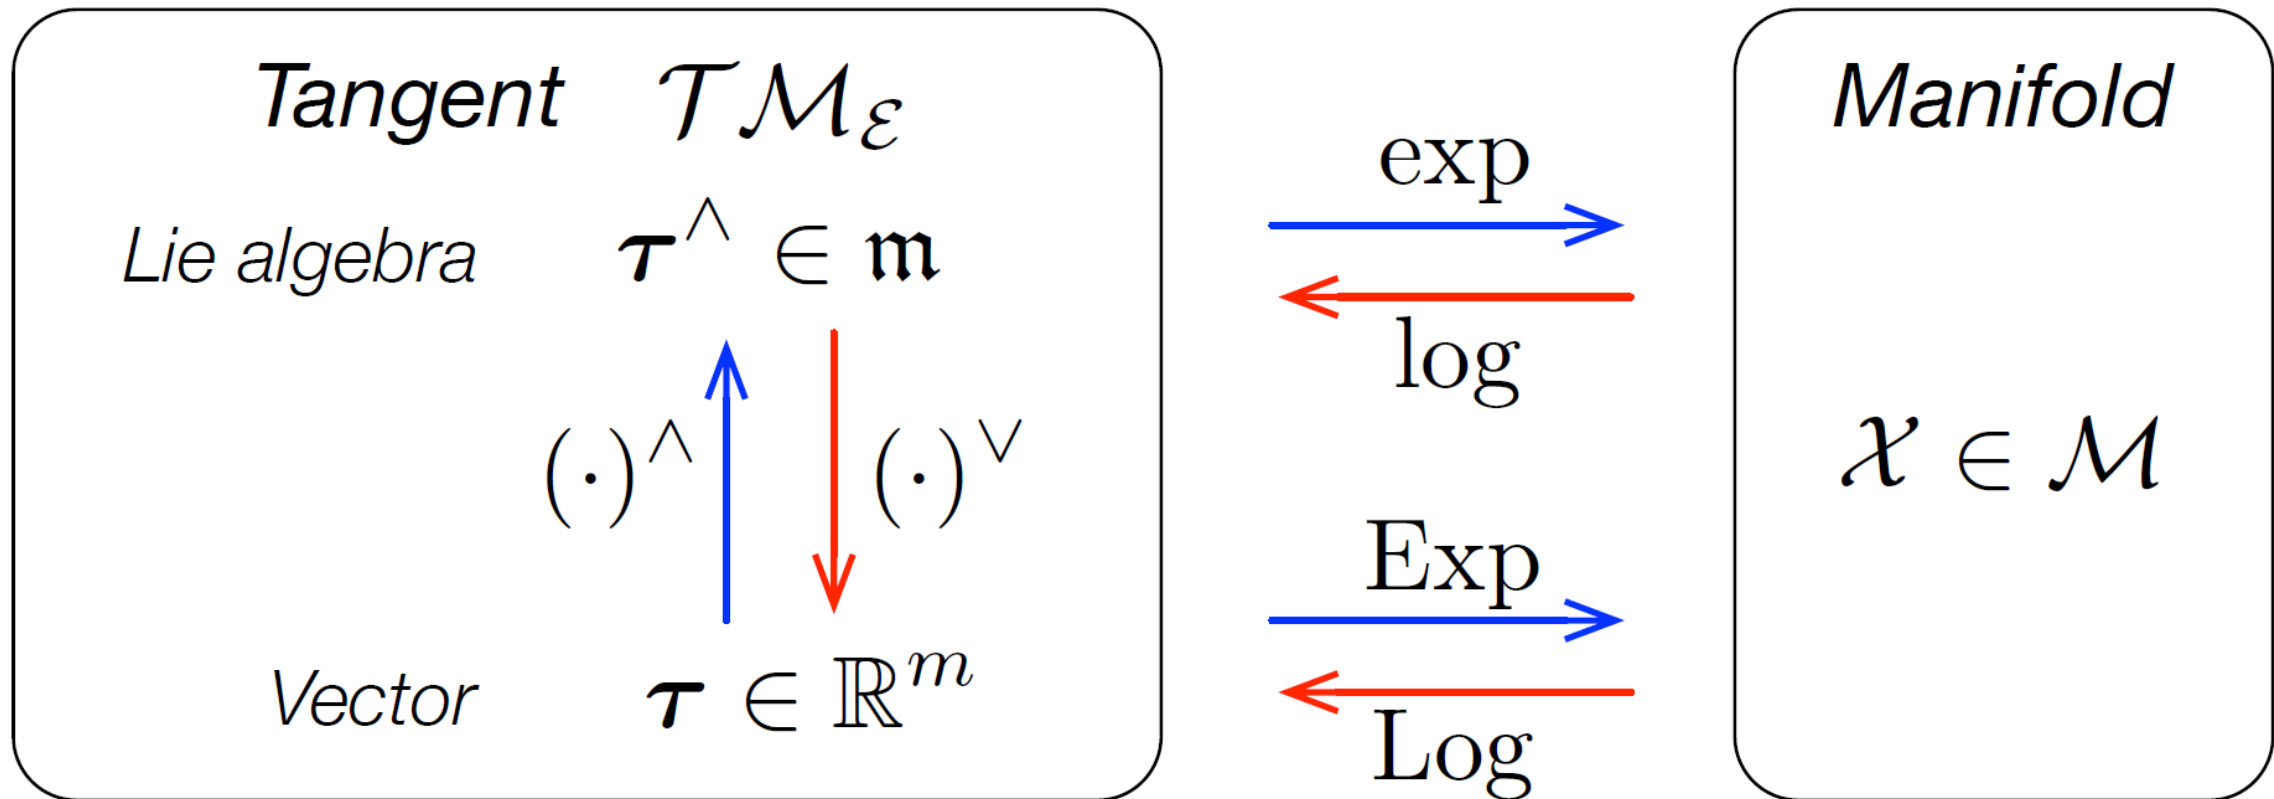 Tangent 𝒯ℳ_ℰ
Lie algebra 𝝉^∧ ∈ 𝔪
(·)^∧ (·)^∨
Vector 𝝉 ∈ ℝ^m
exp
log
Exp
Log
Manifold
𝒳 ∈ ℳ